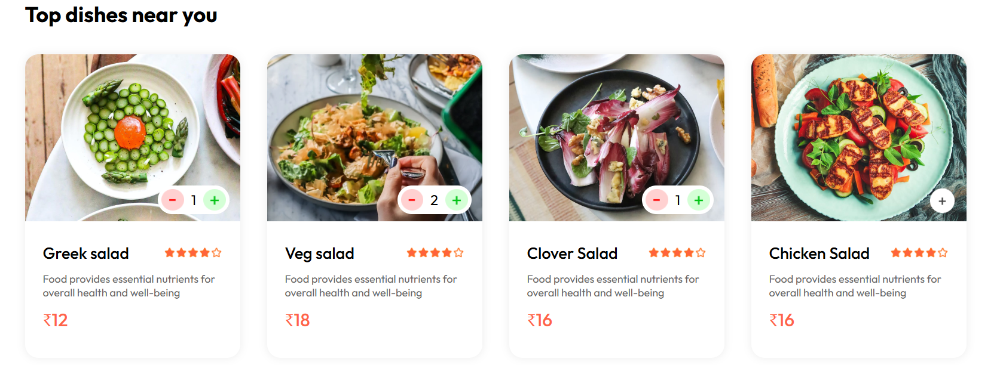 Top dishes near you
1
2
1
Greek salad
Food provides essential nutrients for
overall health and well-being
₹12
Veg salad
Food provides essential nutrients for
overall health and well-being
₹18
Clover Salad
Food provides essential nutrients for
overall health and well-being
₹16
Chicken Salad
Food provides essential nutrients for
overall health and well-being
₹16